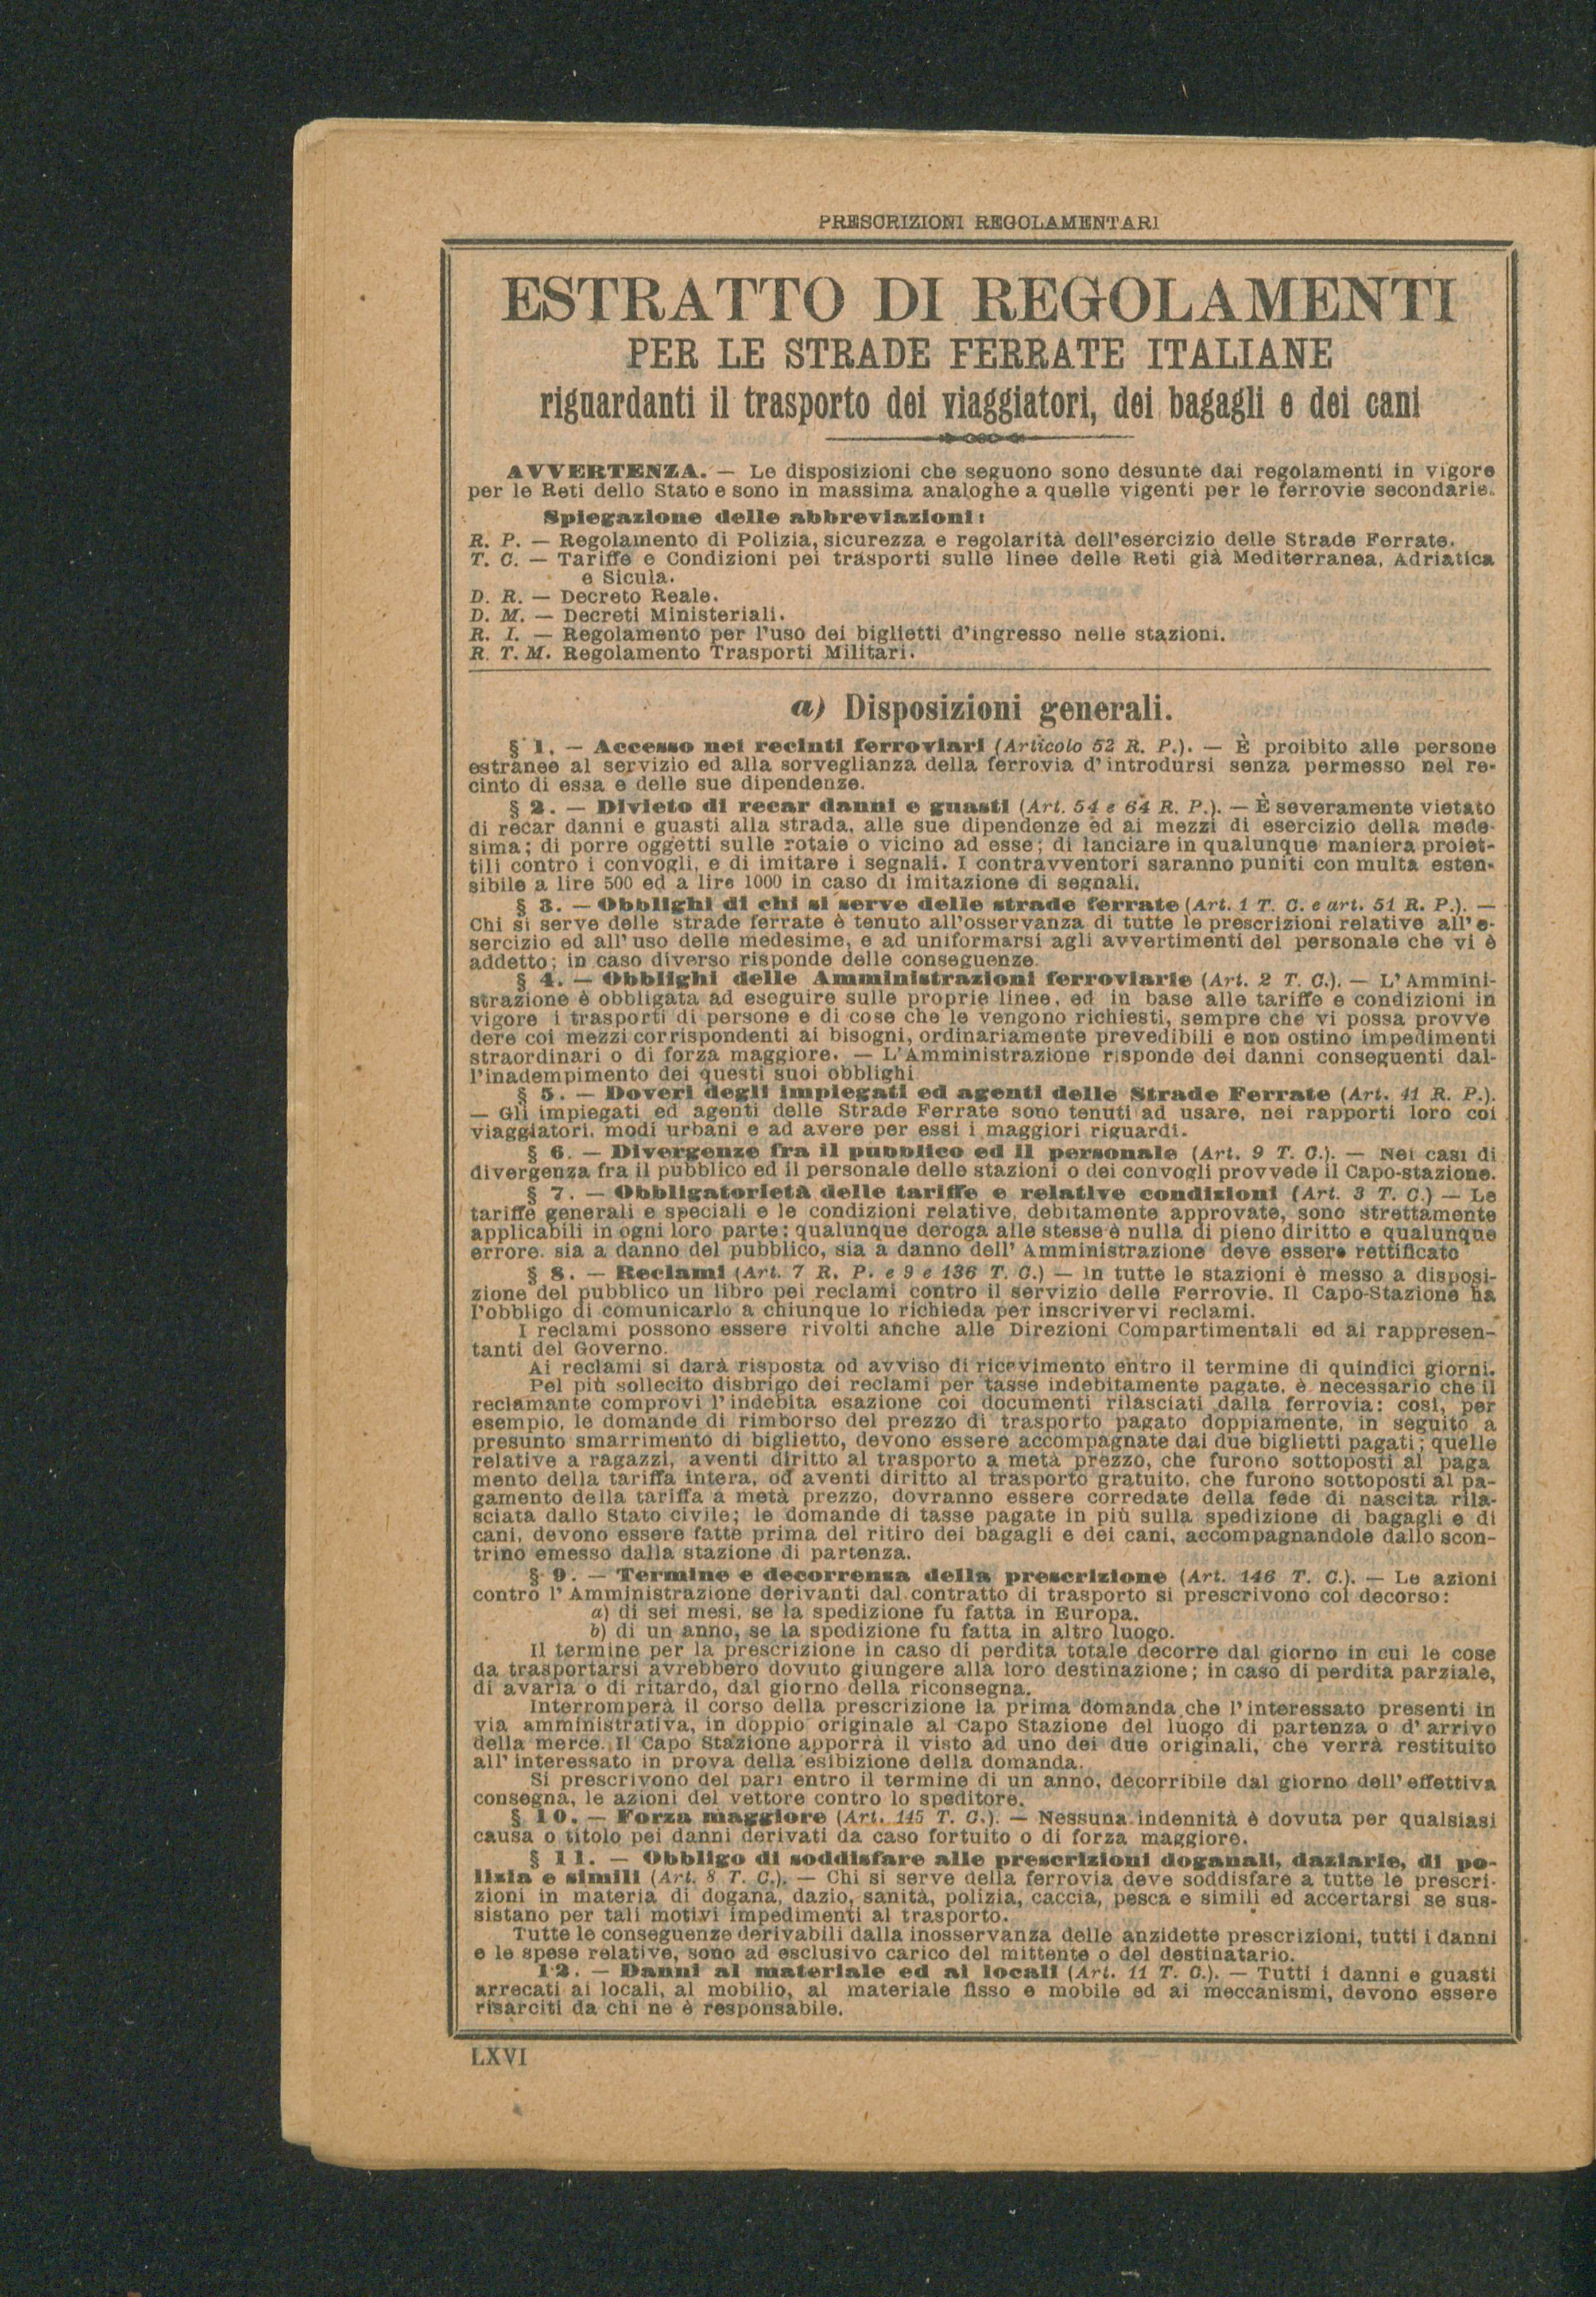 PRESCRIZIONI REGOLAMENTARI
ESTRATTO DI REGOLAMENTI
PER LE STRADE FERRATE ITALIANE
riguardanti il trasporto dei viaggiatori, dei bagagli e dei cani
AVVERTENZA. — Le disposizioni che seguono sono desunte dai regolamenti in vigore
per le Reti dello Stato e sono in massima analoghe a quelle vigenti per le ferrovie secondarie.
Spiegazione delle abbreviazioni:
R. P. — Regolamento di Polizia, sicurezza e regolarità dell'esercizio delle Strade Ferrate.
T. C. — Tariffe e Condizioni pei trasporti sulle linee delle Reti già Mediterranea, Adriatica
e Sicula.
D. R. — Decreto Reale.
D. M. — Decreti Ministeriali.
R. I. — Regolamento per l'uso dei biglietti d'ingresso nelle stazioni.
R. T. M. Regolamento Trasporti Militari.
a) Disposizioni generali.
§ 1. — Accesso nei recinti ferroviari (Articolo 52 R. P.). — È proibito alle persone
estranee al servizio ed alla sorveglianza della ferrovia d'introdursi senza permesso nel re-
cinto di essa e delle sue dipendenze.
§ 2. — Divieto di recar danni e guasti (Art. 54 e 64 R. P.). — È severamente vietato
di recar danni e guasti alla strada, alle sue dipendenze ed ai mezzi di esercizio della mede-
sima; di porre oggetti sulle rotaie o vicino ad esse; di lanciare in qualunque maniera proiet-
tili contro i convogli, e di imitare i segnali. I contravventori saranno puniti con multa esten-
sibile a lire 500 ed a lire 1000 in caso di imitazione di segnali.
§ 3. — Obblighi di chi si serve delle strade ferrate (Art. 1 T. C. e art. 51 R. P.). —
Chi si serve delle strade ferrate è tenuto all'osservanza di tutte le prescrizioni relative all'e-
sercizio ed all'uso delle medesime, e ad uniformarsi agli avvertimenti del personale che vi è
addetto; in caso diverso risponde delle conseguenze.
§ 4. — Obblighi delle Amministrazioni ferroviarie (Art. 2 T. C.). — L'Ammini-
strazione è obbligata ad eseguire sulle proprie linee, ed in base alle tariffe e condizioni in
vigore i trasporti di persone e di cose che le vengono richiesti, sempre che vi possa provve
dere coi mezzi corrispondenti ai bisogni, ordinariamente prevedibili e non ostino impedimenti
straordinari o di forza maggiore. — L'Amministrazione risponde dei danni conseguenti dal-
l'inadempimento dei questi suoi obblighi
§ 5. — Doveri degli impiegati ed agenti delle Strade Ferrate (Art. 41 R. P.).
— Gli impiegati ed agenti delle Strade Ferrate sono tenuti ad usare, nei rapporti loro coi
viaggiatori, modi urbani e ad avere per essi i maggiori riguardi.
§ 6. — Divergenze fra il pubblico ed il personale (Art. 9 T. C.). — Nei casi di
divergenza fra il pubblico ed il personale delle stazioni o dei convogli provvede il Capo-stazione.
§ 7. — Obbligatorietà delle tariffe e relative condizioni (Art. 3 T. C.) — Le
tariffe generali e speciali e le condizioni relative, debitamente approvate, sono strettamente
applicabili in ogni loro parte; qualunque deroga alle stesse è nulla di pieno diritto e qualunque
errore, sia a danno del pubblico, sia a danno dell'Amministrazione deve essere rettificato
§ 8. — Reclami (Art. 7 R. P. e 9 e 136 T. C.) — In tutte le stazioni è messo a disposi-
zione del pubblico un libro pei reclami contro il servizio delle Ferrovie. Il Capo-Stazione ha
l'obbligo di comunicarlo a chiunque lo richieda per inscrivervi reclami.
I reclami possono essere rivolti anche alle Direzioni Compartimentali ed ai rappresen-
tanti del Governo.
Ai reclami si darà risposta od avviso di ricevimento entro il termine di quindici giorni.
Pel più sollecito disbrigo dei reclami per tasse indebitamente pagate, è necessario che il
reclamante comprovi l'indebita esazione coi documenti rilasciati dalla ferrovia: così, per
esempio, le domande di rimborso del prezzo di trasporto pagato doppiamente, in seguito a
presunto smarrimento di biglietto, devono essere accompagnate dai due biglietti pagati; quelle
relative a ragazzi, aventi diritto al trasporto a metà prezzo, che furono sottoposti al paga
mento della tariffa intera, od aventi diritto al trasporto gratuito, che furono sottoposti al pa-
gamento della tariffa a metà prezzo, dovranno essere corredate della fede di nascita rila-
sciata dallo Stato civile; le domande di tasse pagate in più sulla spedizione di bagagli e di
cani, devono essere fatte prima del ritiro dei bagagli e dei cani, accompagnandole dallo scon-
trino emesso dalla stazione di partenza.
§ 9. — Termine e decorrenza della prescrizione (Art. 146 T. C.). — Le azioni
contro l'Amministrazione derivanti dal contratto di trasporto si prescrivono col decorso:
a) di sei mesi, se la spedizione fu fatta in Europa.
b) di un anno, se la spedizione fu fatta in altro luogo.
Il termine per la prescrizione in caso di perdita totale decorre dal giorno in cui le cose
da trasportarsi avrebbero dovuto giungere alla loro destinazione; in caso di perdita parziale,
di avaria o di ritardo, dal giorno della riconsegna.
Interromperà il corso della prescrizione la prima domanda che l'interessato presenti in
via amministrativa, in doppio originale al Capo Stazione del luogo di partenza o d'arrivo
della merce. Il Capo Stazione apporrà il visto ad uno dei due originali, che verrà restituito
all'interessato in prova della esibizione della domanda.
Si prescrivono del pari entro il termine di un anno, decorribile dal giorno dell'effettiva
consegna, le azioni del vettore contro lo speditore.
§ 10. — Forza maggiore (Art. 145 T. C.). — Nessuna indennità è dovuta per qualsiasi
causa o titolo pei danni derivati da caso fortuito o di forza maggiore.
§ 11. — Obbligo di soddisfare alle prescrizioni doganali, daziarie, di po-
lizia e simili (Art. 8 T. C.). — Chi si serve della ferrovia deve soddisfare a tutte le prescri-
zioni in materia di dogana, dazio, sanità, polizia, caccia, pesca e simili ed accertarsi se sus-
sistano per tali motivi impedimenti al trasporto.
Tutte le conseguenze derivabili dalla inosservanza delle anzidette prescrizioni, tutti i danni
e le spese relative, sono ad esclusivo carico del mittente o del destinatario.
12. — Danni al materiale ed ai locali (Art. 11 T. C.). — Tutti i danni e guasti
arrecati ai locali, al mobilio, al materiale fisso e mobile ed ai meccanismi, devono essere
risarciti da chi ne è responsabile.
LXVI